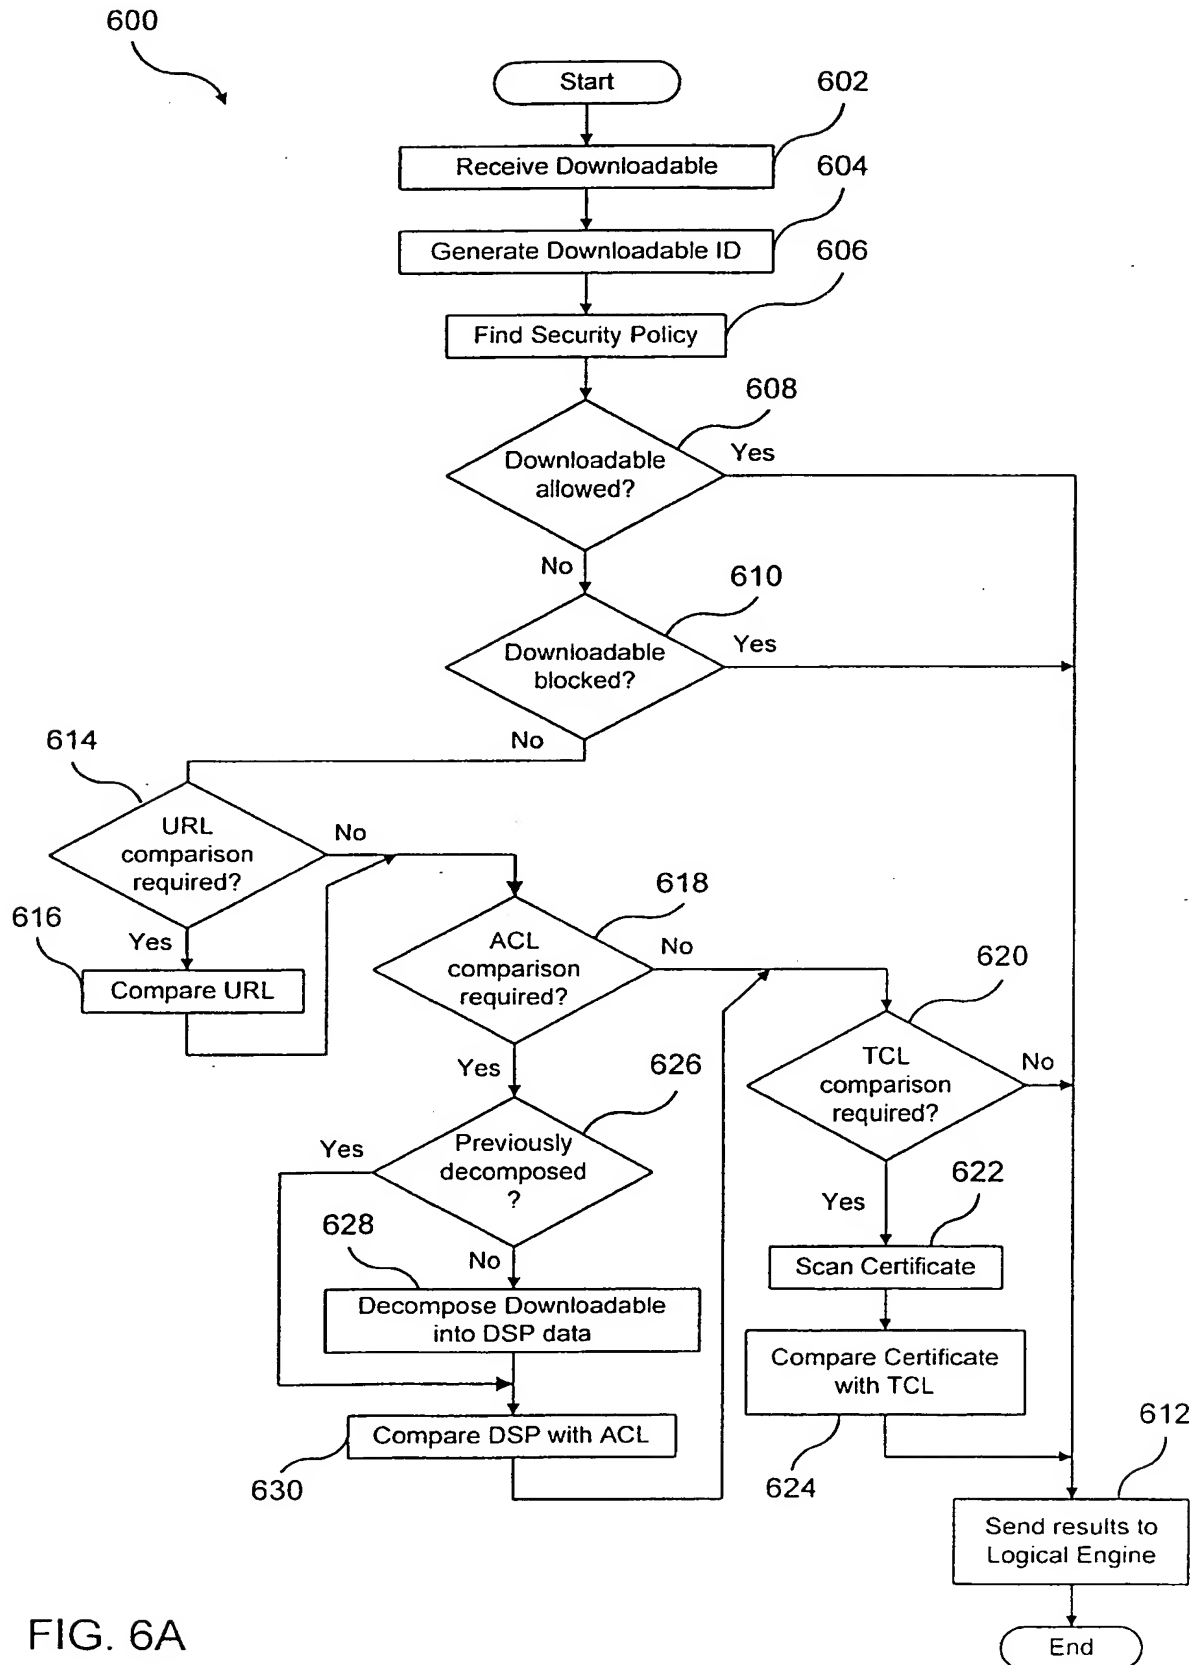 600
Start
602
Receive Downloadable
604
Generate Downloadable ID
606
Find Security Policy
608
Downloadable
allowed?
Yes
No
610
Downloadable
blocked?
Yes
No
614
URL
comparison
required?
No
Yes
616
Compare URL
618
ACL
comparison
required?
No
Yes
620
TCL
comparison
required?
No
Yes
626
Previously
decomposed
?
Yes
No
628
Decompose Downloadable
into DSP data
622
Scan Certificate
Compare Certificate
with TCL
624
Compare DSP with ACL
630
612
Send results to
Logical Engine
End
FIG. 6A